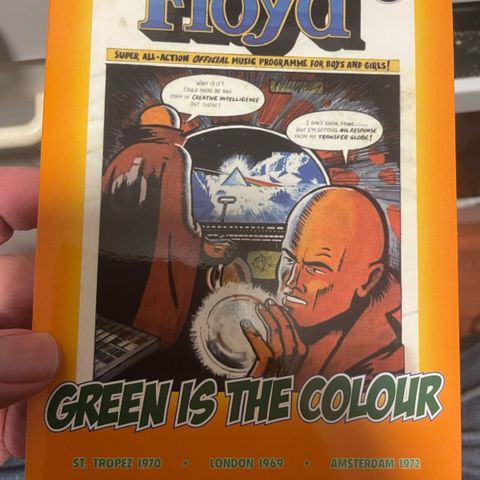 Floyd
SUPER ALL-ACTION OFFICIAL MUSIC PROGRAMME FOR BOYS AND GIRLS!
WHAT IS IT?
COULD THERE BE ANY
FORM OF CREATIVE INTELLIGENCE
OUT THERE?
I DON'T KNOW,
BUT I'M GETTING NIL RESPONSE
FROM MY TRANSFER GLOBE!
GREEN IS THE COLOUR
ST. TROPEZ 1970 • LONDON 1969 • AMSTERDAM 1972